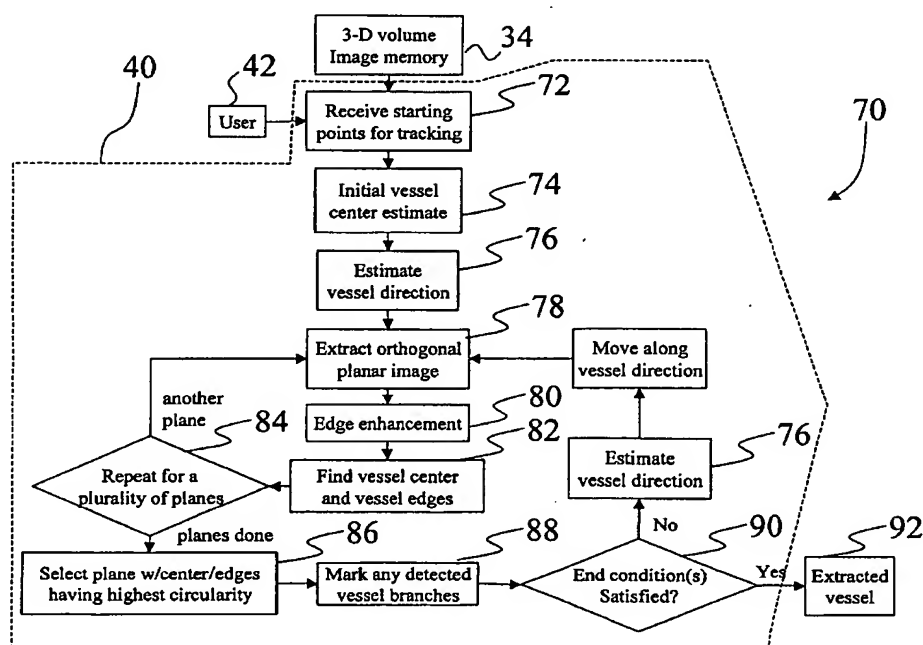 3-D volume
Image memory
34
40
42
User
72
Receive starting
points for tracking
70
74
Initial vessel
center estimate
76
Estimate
vessel direction
78
Extract orthogonal
planar image
Move along
vessel direction
another
plane
80
Edge enhancement
84
82
Repeat for a
plurality of planes
Find vessel center
and vessel edges
76
Estimate
vessel direction
planes done
86
88
No
90
92
Select plane w/center/edges
having highest circularity
Mark any detected
vessel branches
End condition(s)
Satisfied?
Yes
Extracted
vessel